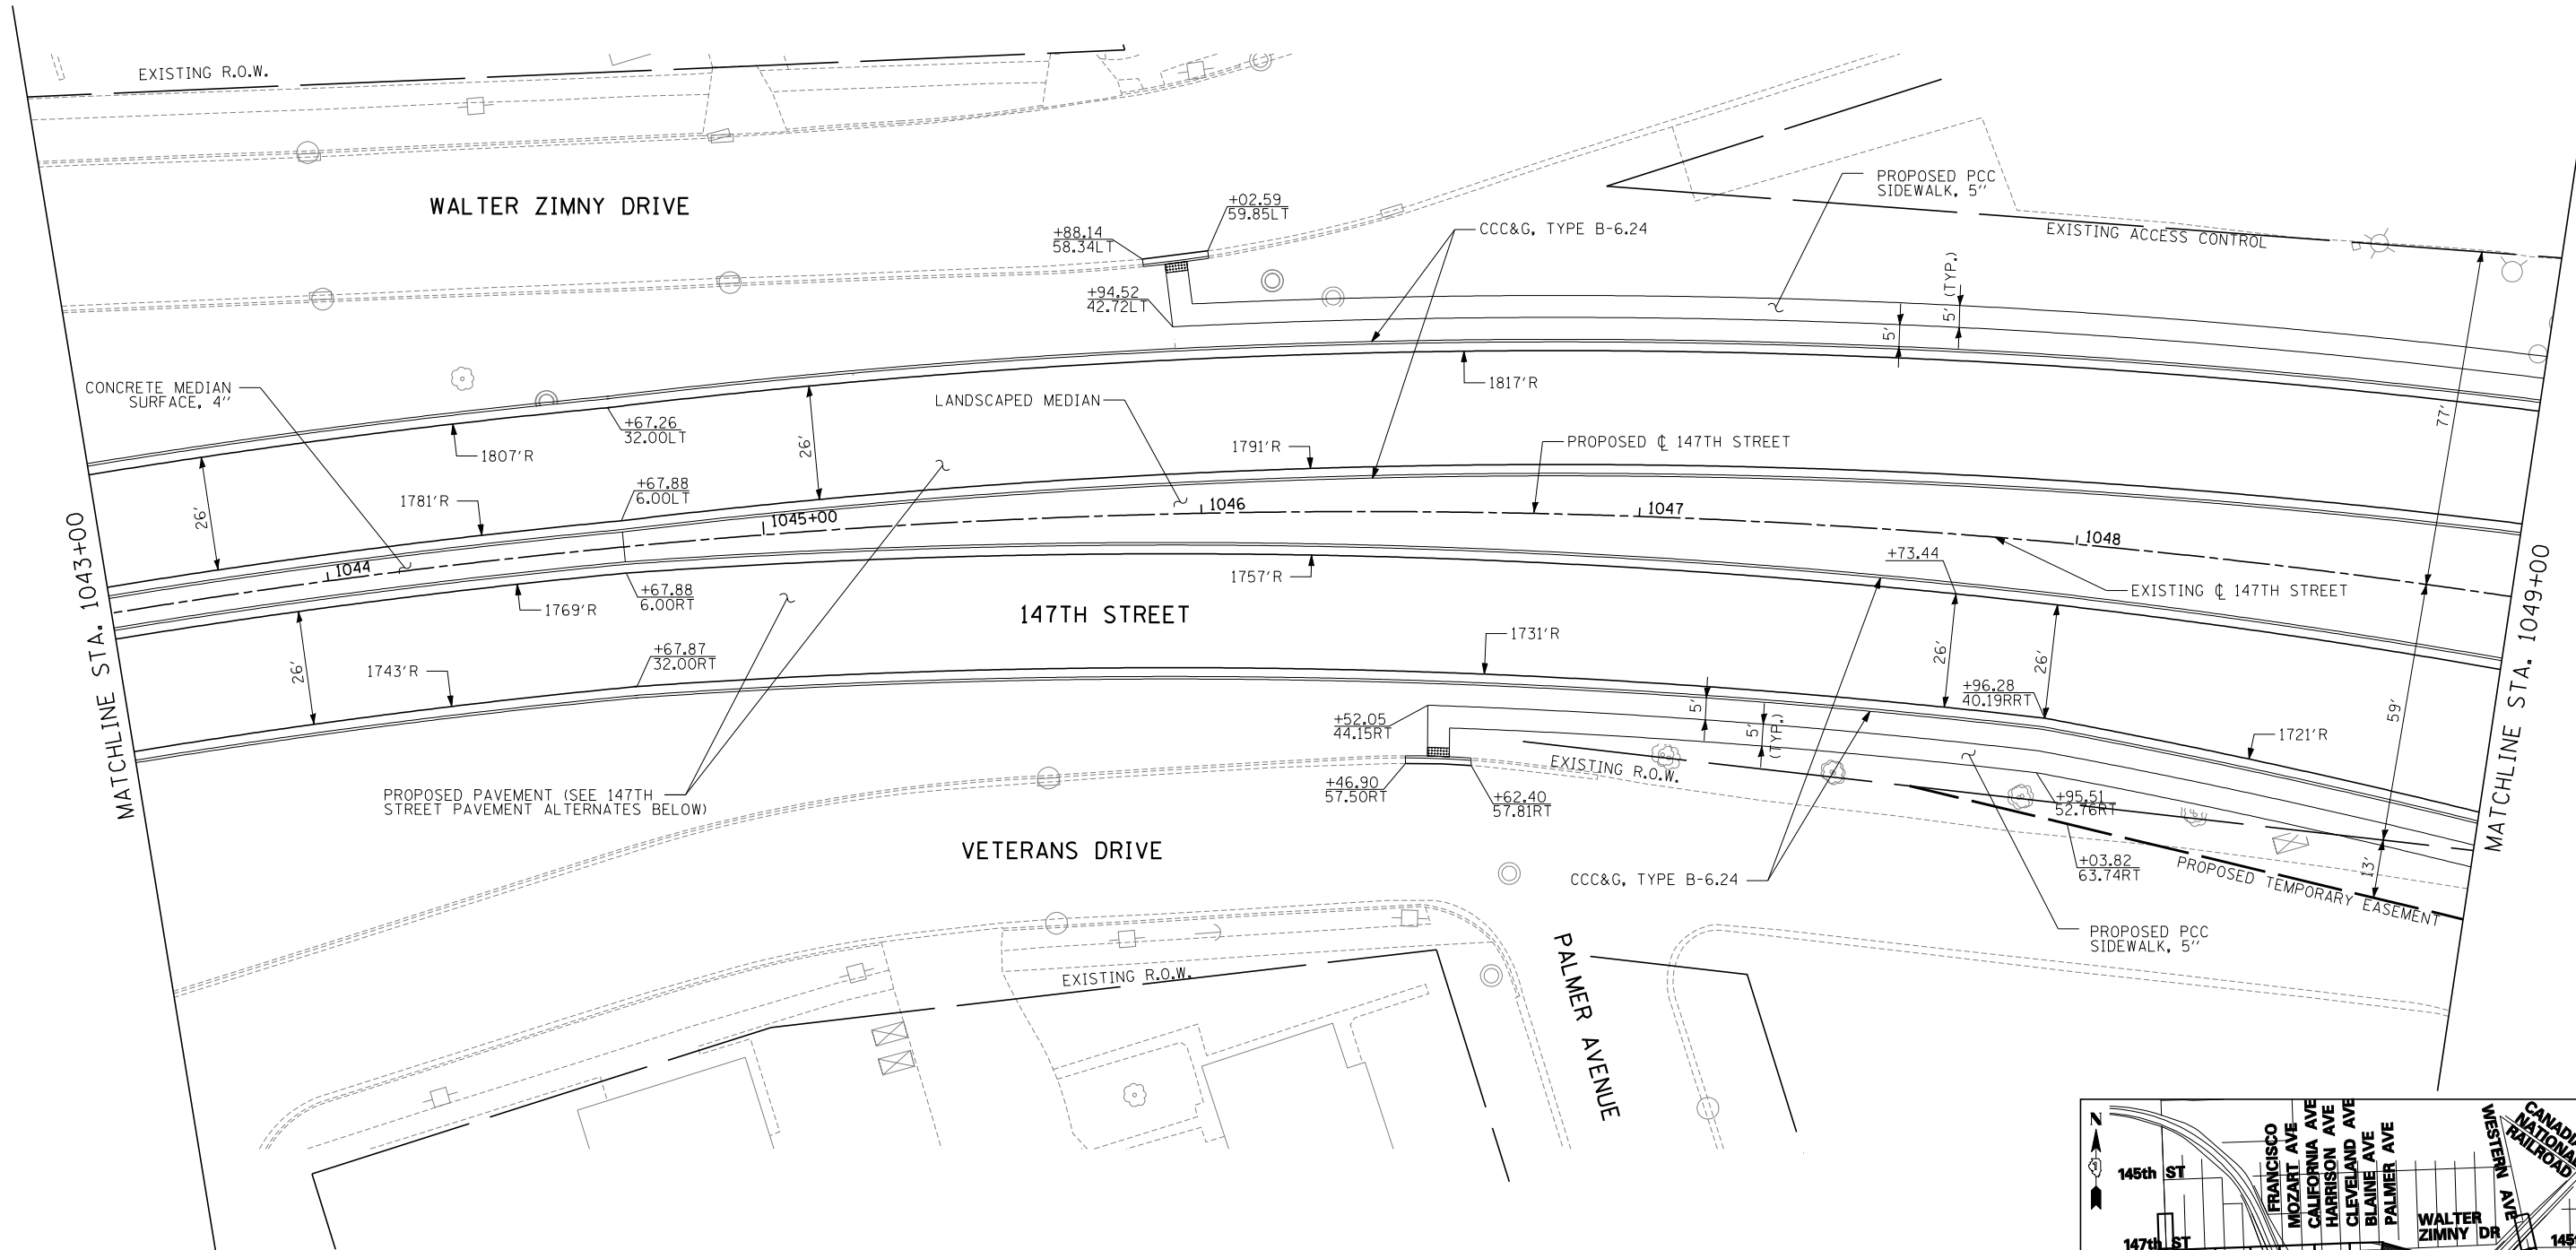 EXISTING R.O.W.
WALTER ZIMNY DRIVE
+02.59
59.85LT
+88.14
58.34LT
+94.52
42.72LT
CCC&G, TYPE B-6.24
PROPOSED PCC
SIDEWALK, 5"
EXISTING ACCESS CONTROL
5' (TYP.)
5'
77'
CONCRETE MEDIAN
SURFACE, 4"
+67.26
32.00LT
26'
LANDSCAPED MEDIAN
1817'R
1807'R
1791'R
PROPOSED ℄ 147TH STREET
26'
1781'R
+67.88
6.00LT
1045+00
1046
1047
1048
1044
+73.44
EXISTING ℄ 147TH STREET
MATCHLINE STA. 1043+00
MATCHLINE STA. 1049+00
1769'R
+67.88
6.00RT
1757'R
147TH STREET
26'
1743'R
+67.87
32.00RT
1731'R
26'
26'
+96.28
40.19RRT
5'
5'
(TYP.)
59'
1721'R
+52.05
44.15RT
EXISTING R.O.W.
+46.90
57.50RT
+62.40
57.81RT
+95.51
52.76RT
PROPOSED PAVEMENT (SEE 147TH
STREET PAVEMENT ALTERNATES BELOW)
VETERANS DRIVE
CCC&G, TYPE B-6.24
+03.82
63.74RT
13'
PROPOSED TEMPORARY EASEMENT
PROPOSED PCC
SIDEWALK, 5"
EXISTING R.O.W.
PALMER AVENUE
N
145th ST
147th ST
FRANCISCO
MOZART AVE
CALIFORNIA AVE
HARRISON AVE
CLEVELAND AVE
BLAINE AVE
PALMER AVE
WALTER
ZIMNY DR
WESTERN AVE
RAILROAD